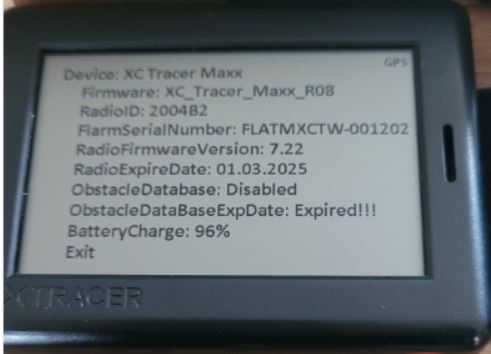 GPS
Device: XC Tracer Maxx
Firmware: XC_Tracer_Maxx_R08
RadioID: 2004B2
FlarmSerialNumber: FLATMXCTW-001202
RadioFirmwareVersion: 7.22
RadioExpireDate: 01.03.2025
ObstacleDatabase: Disabled
ObstacleDataBaseExpDate: Expired!!!
BatteryCharge: 96%
Exit
XTRACER